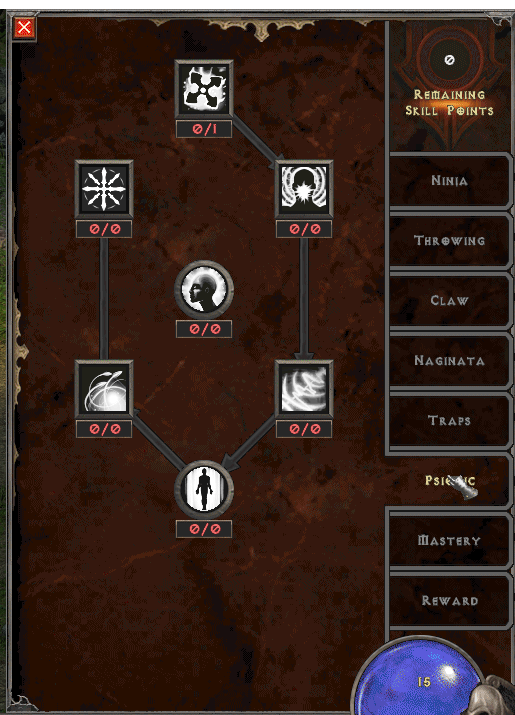 0
Remaining
Skill Points
0/1
0/0
0/0
0/0
0/0
0/0
0/0
Ninja
Throwing
Claw
Naginata
Traps
Mastery
Reward
15